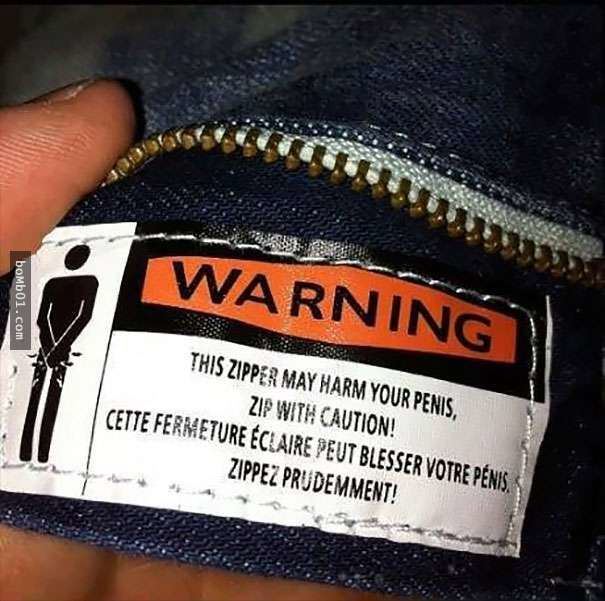 WARNING
THIS ZIPPER MAY HARM YOUR PENIS,
ZIP WITH CAUTION!
CETTE FERMETURE ÉCLAIRE PEUT BLESSER VOTRE PÉNIS,
ZIPPEZ PRUDEMMENT!
boMb01.com